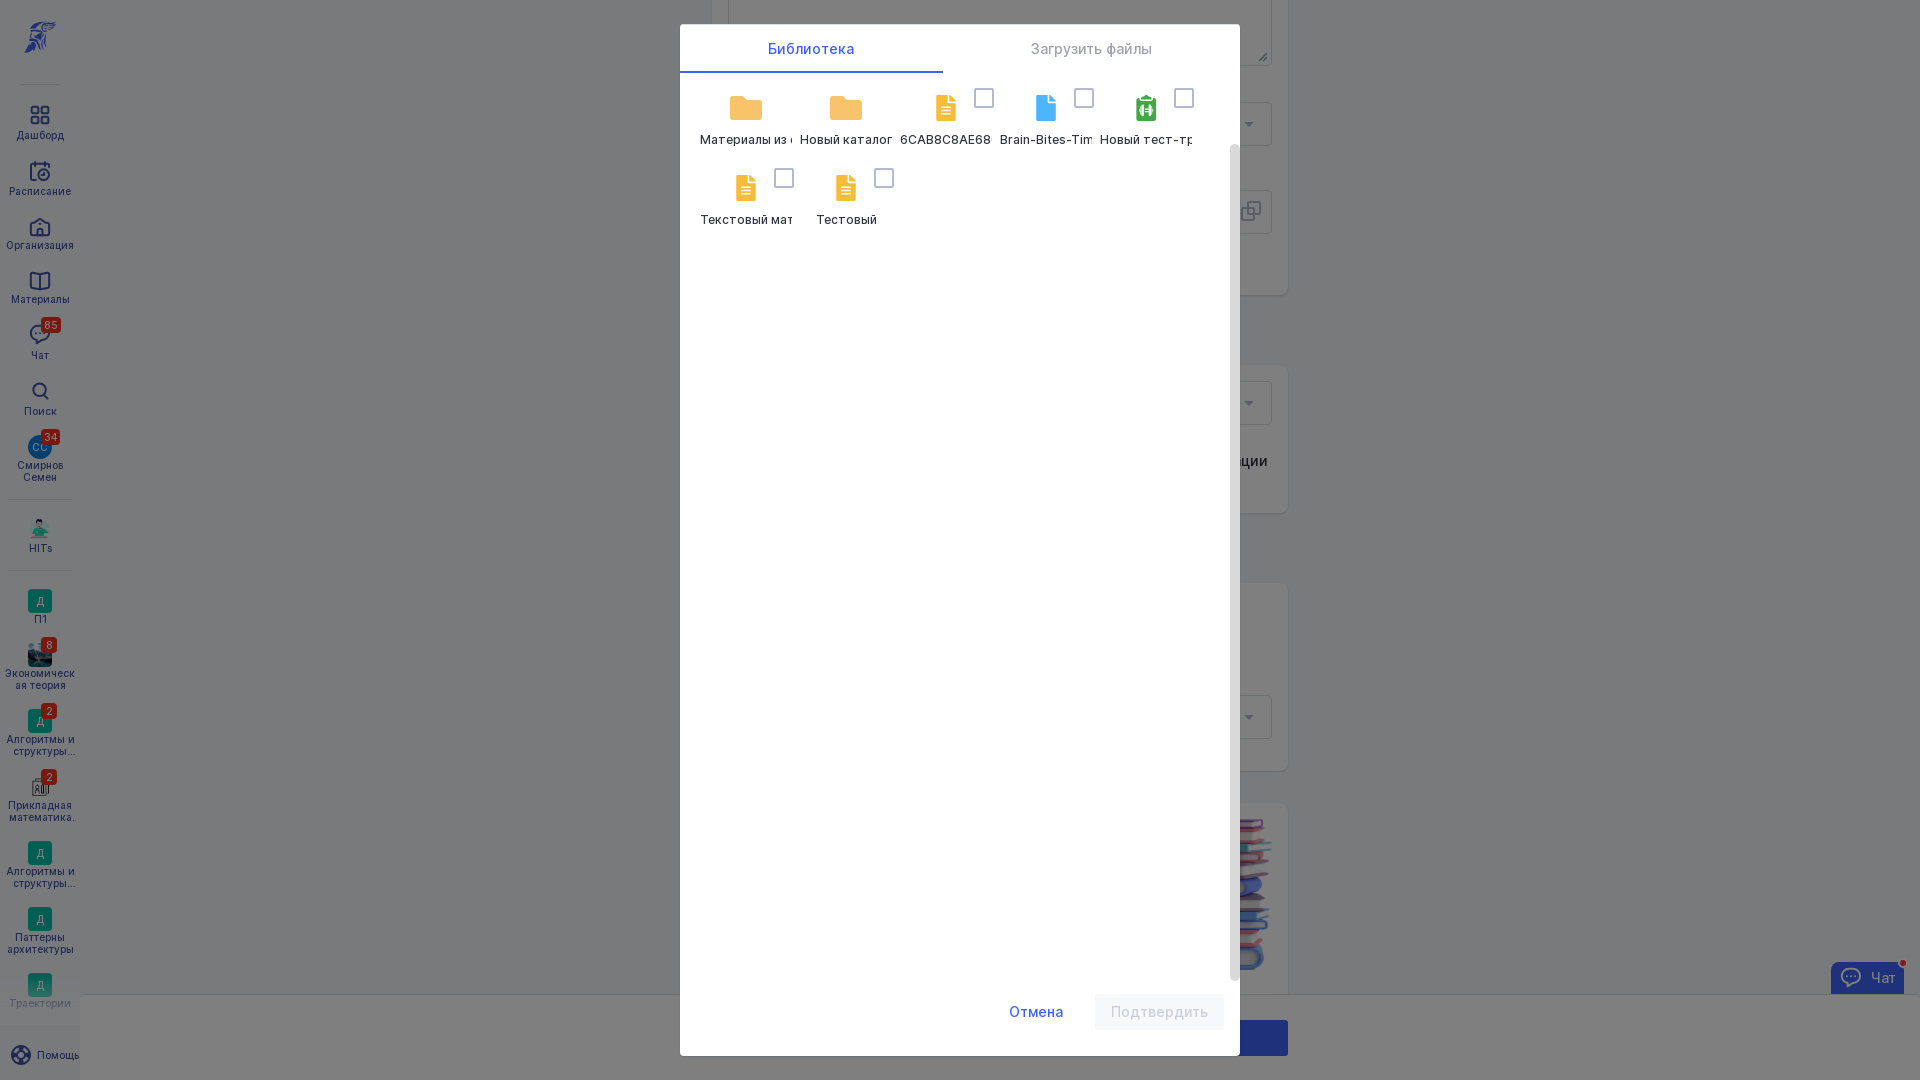 Библиотека
Загрузить файлы
Материалы из
Новый каталог
6CAB8C8AE68
Brain-Bites-Tim
Новый тест-тр
Текстовый мат
Тестовый
Отмена
Подтвердить
Дашборд
Расписание
Организация
Материалы
85
Чат
Поиск
34
СС
Смирнов
Семен
HITs
Д
П1
8
Экономическ
ая теория
2
Д
Алгоритмы и
структуры...
2
Прикладная
математика.
Д
Алгоритмы и
структуры...
Д
Паттерны
архитектуры
Д
Траектории
Помощь
ции
Чат